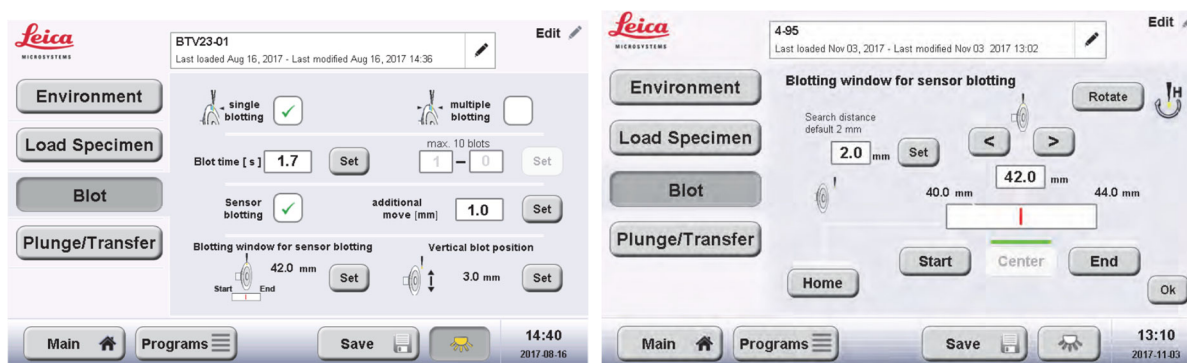 Leica
MICROSYSTEMS
BTV23-01
Last loaded Aug 16, 2017 - Last modified Aug 16, 2017 14:36
Edit
Environment
Load Specimen
Blot
Plunge/Transfer
single blotting
multiple blotting
Blot time [ s ] 1.7 Set
max. 10 blots
1 – 0 Set
Sensor blotting
additional move [mm] 1.0 Set
Blotting window for sensor blotting
42.0 mm Set
Start End
Vertical blot position
3.0 mm Set
Main Programs Save
14:40
2017-08-16
Leica
MICROSYSTEMS
4-95
Last loaded Nov 03, 2017 - Last modified Nov 03 2017 13:02
Edit
Environment
Load Specimen
Blot
Plunge/Transfer
Blotting window for sensor blotting
Rotate H
Search distance
default 2 mm
2.0 mm Set
< >
42.0 mm
40.0 mm 44.0 mm
Start Center End
Home
Ok
Main Programs Save
13:10
2017-11-03